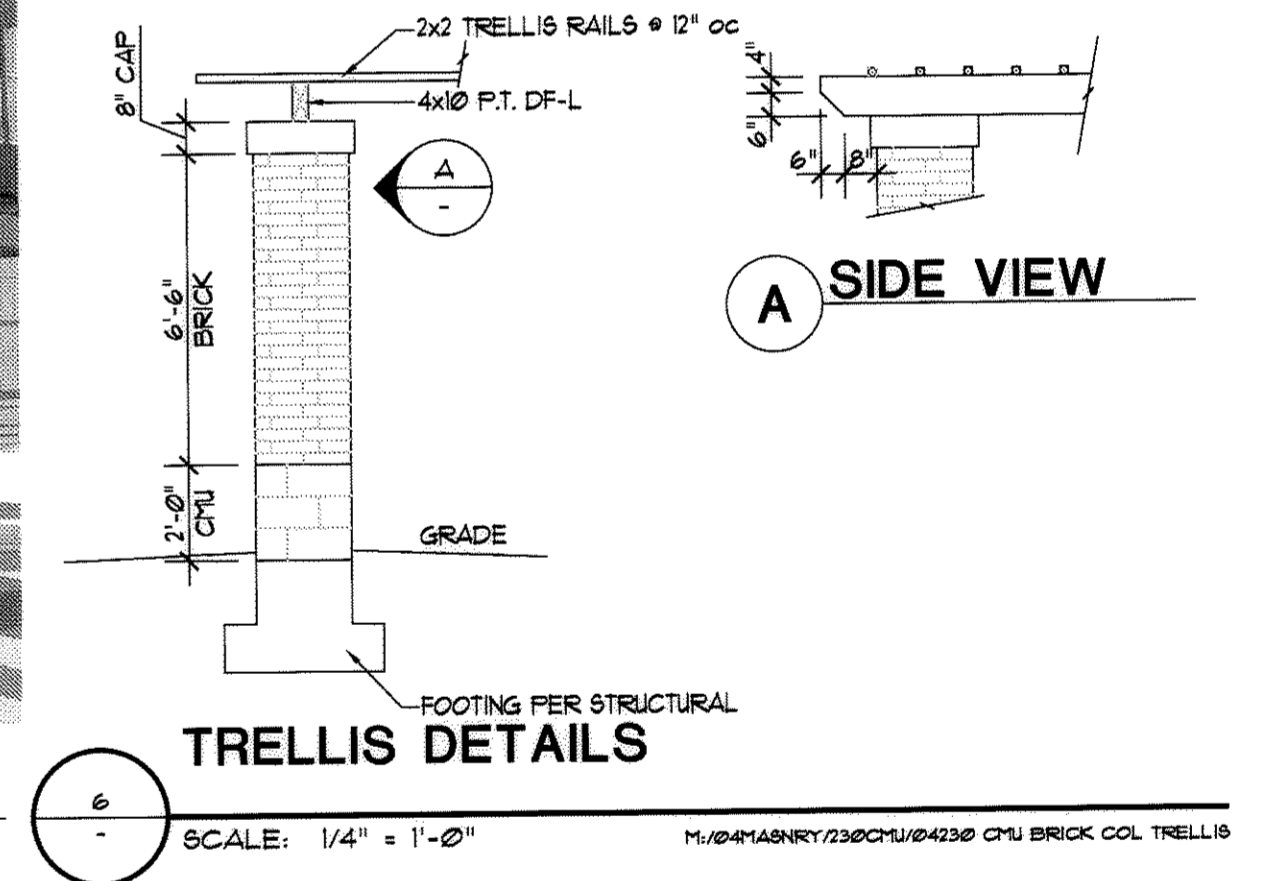 2x2 TRELLIS RAILS @ 12" oc
8" CAP
4x10 P.T. DF-L
A
-
6'-6"
BRICK
2'-0"
CMU
GRADE
FOOTING PER STRUCTURAL
4"
6"
6"
8"
A
SIDE VIEW
TRELLIS DETAILS
6
-
SCALE: 1/4" = 1'-0"
M:/04MASNRY/230CMU/04230 CMU BRICK COL TRELLIS